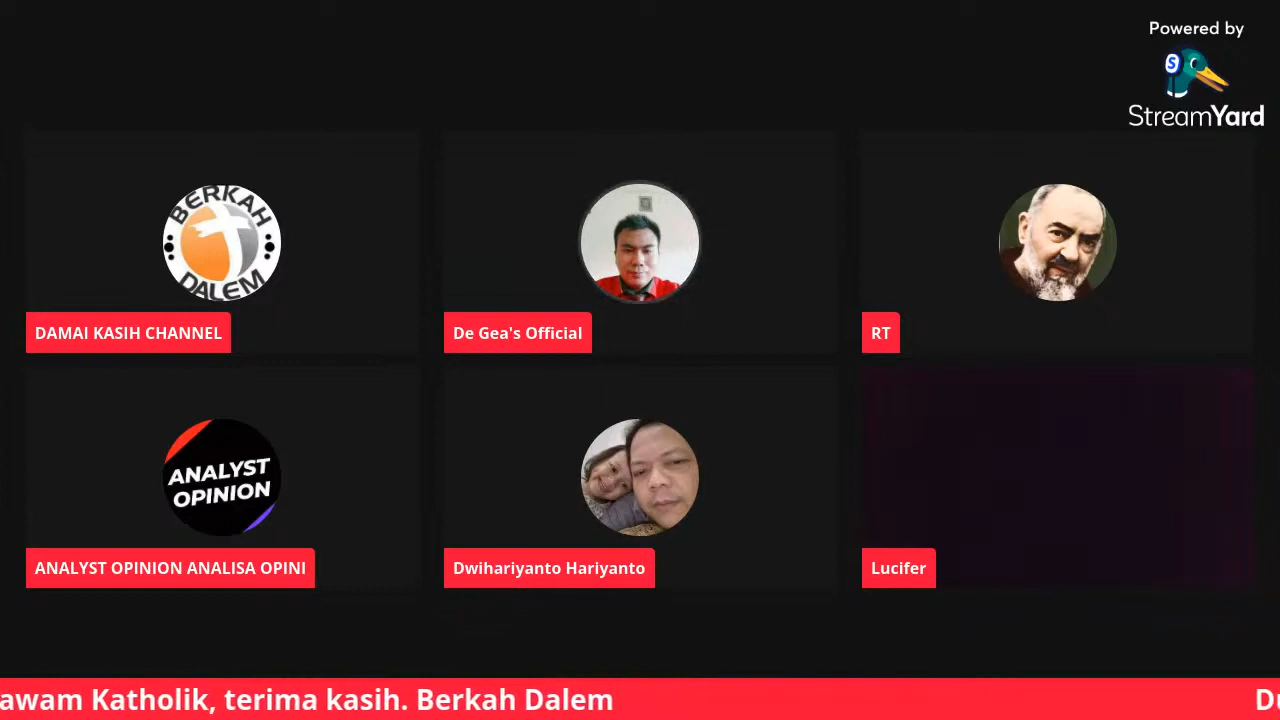 Powered by
StreamYard
BERKAH
DALEM
DAMAI KASIH CHANNEL
De Gea's Official
RT
ANALYST
OPINION
ANALYST OPINION ANALISA OPINI
Dwihariyanto Hariyanto
Lucifer
awam Katholik, terima kasih. Berkah Dalem